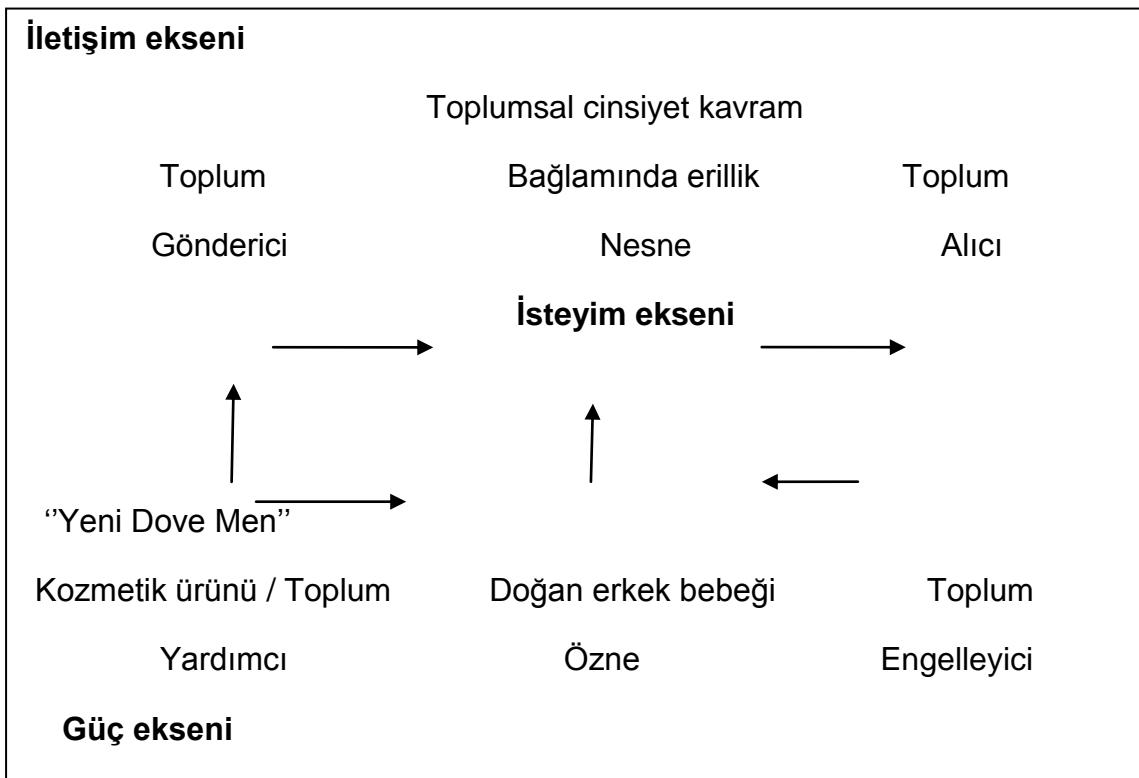 İletişim ekseni
Toplumsal cinsiyet kavram
Toplum Bağlamında erillik Toplum
Gönderici Nesne Alıcı
İsteyim ekseni
‘’Yeni Dove Men’’
Kozmetik ürünü / Toplum Doğan erkek bebeği Toplum
Yardımcı Özne Engelleyici
Güç ekseni